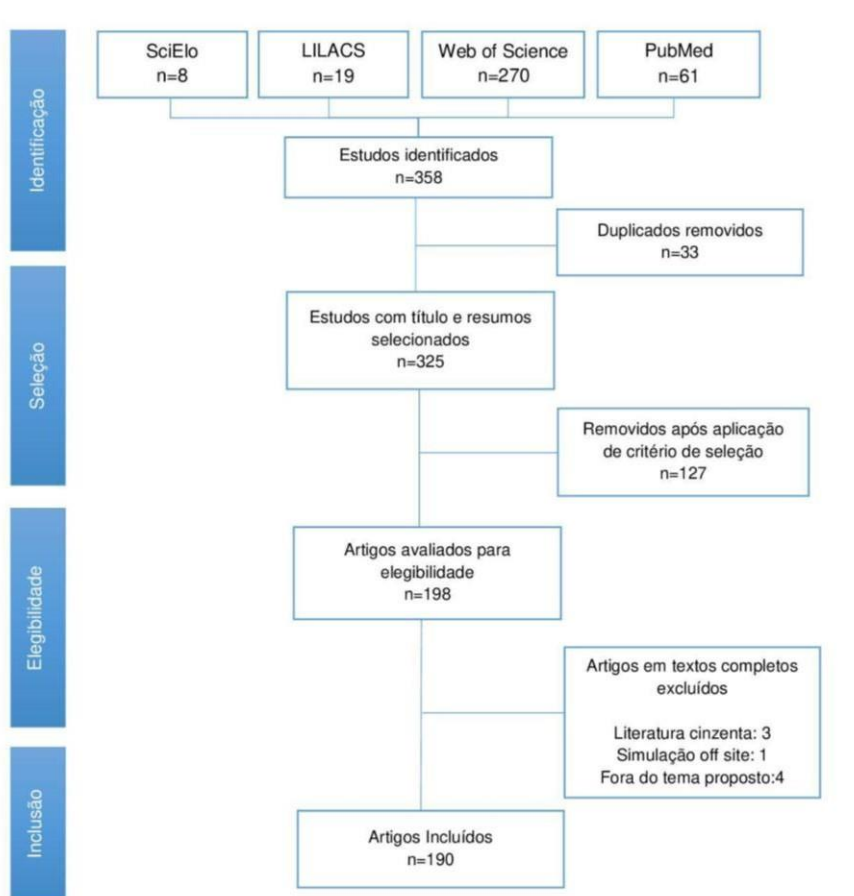 Identificação
SciElo
n=8
LILACS
n=19
Web of Science
n=270
PubMed
n=61
Estudos identificados
n=358
Duplicados removidos
n=33
Seleção
Estudos com título e resumos
selecionados
n=325
Removidos após aplicação
de critério de seleção
n=127
Elegibilidade
Artigos avaliados para
elegibilidade
n=198
Artigos em textos completos
excluídos
Literatura cinzenta: 3
Simulação off site: 1
Fora do tema proposto:4
Inclusão
Artigos Incluídos
n=190